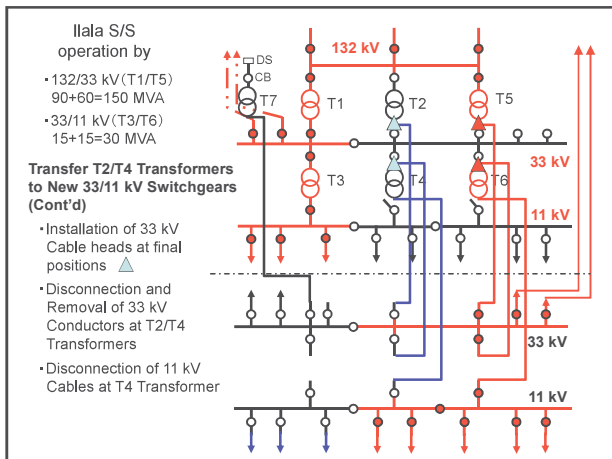 Ilala S/S
operation by
・132/33 kV(T1/T5)
90+60=150 MVA
・33/11 kV(T3/T6)
15+15=30 MVA
Transfer T2/T4 Transformers
to New 33/11 kV Switchgears
(Cont'd)
・Installation of 33 kV
Cable heads at final
positions
・Disconnection and
Removal of 33 kV
Conductors at T2/T4
Transformers
・Disconnection of 11 kV
Cables at T4 Transformer
DS
CB
T7
132 kV
T1
T2
T5
33 kV
T3
T4
T6
11 kV
33 kV
11 kV